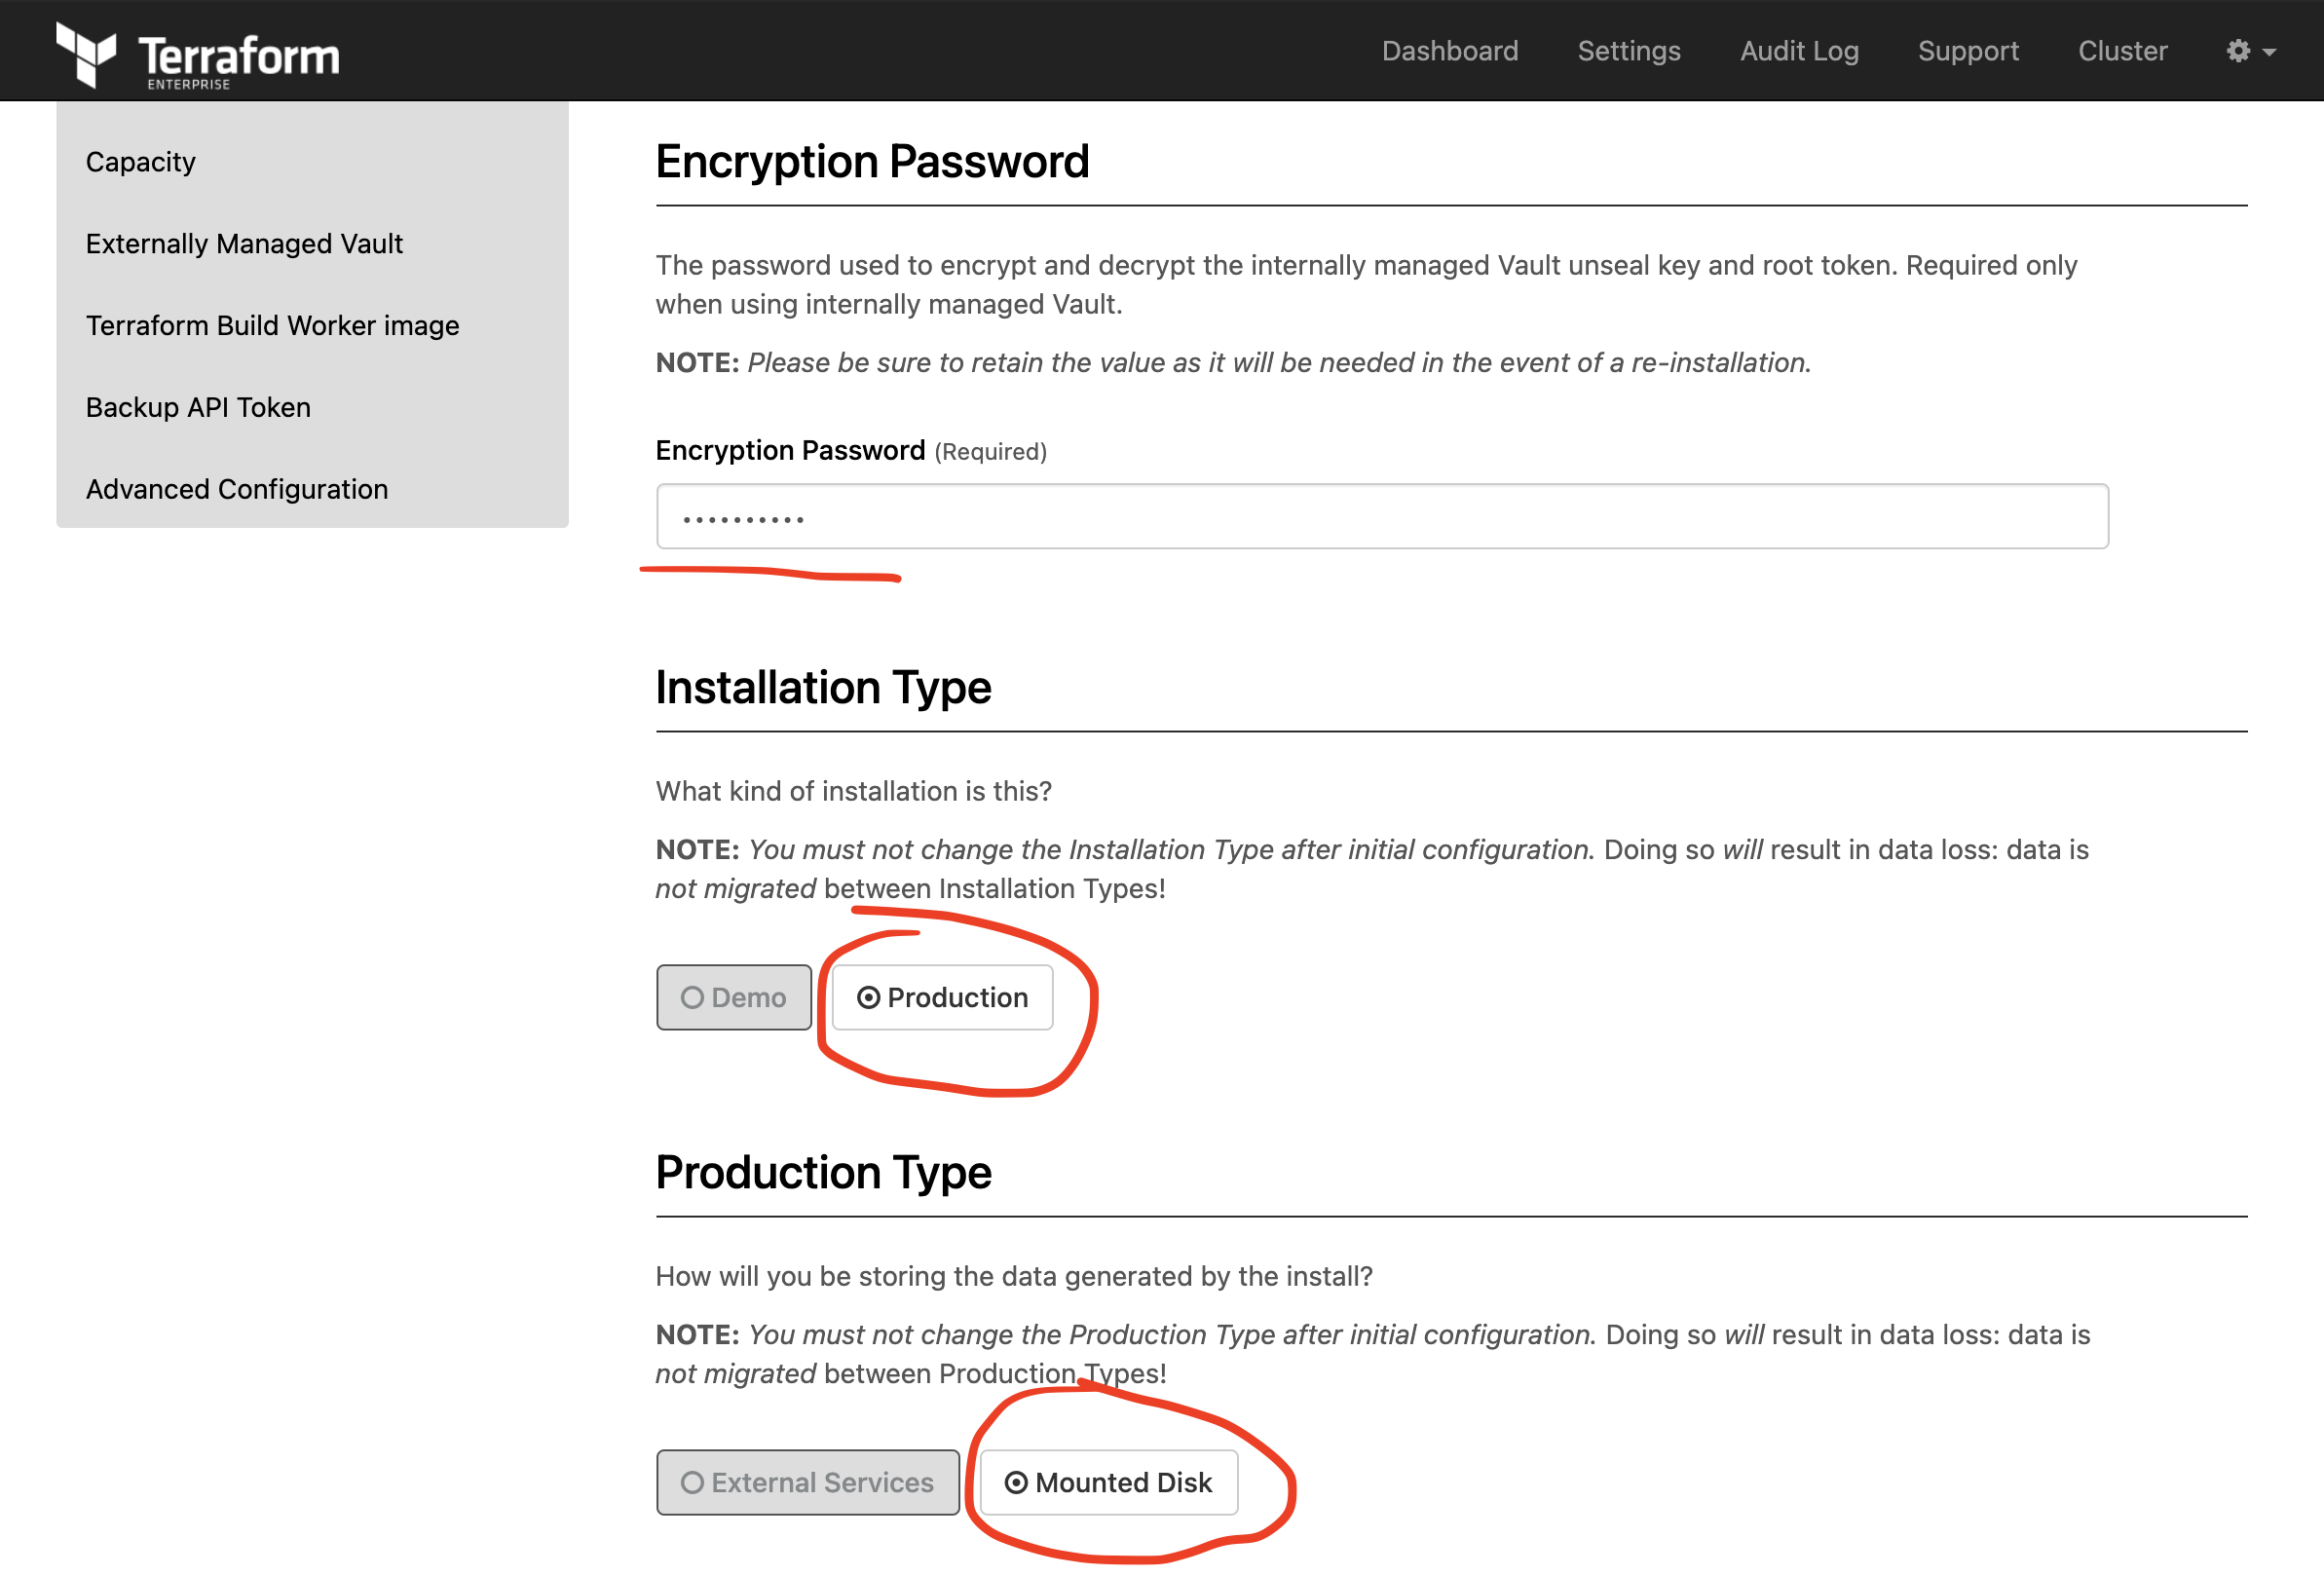 Terraform
ENTERPRISE
Dashboard
Settings
Audit Log
Support
Cluster
Capacity
Externally Managed Vault
Terraform Build Worker image
Backup API Token
Advanced Configuration
Encryption Password
The password used to encrypt and decrypt the internally managed Vault unseal key and root token. Required only
when using internally managed Vault.
NOTE: Please be sure to retain the value as it will be needed in the event of a re-installation.
Encryption Password (Required)
••••••••••
Installation Type
What kind of installation is this?
NOTE: You must not change the Installation Type after initial configuration. Doing so will result in data loss: data is
not migrated between Installation Types!
Demo
Production
Production Type
How will you be storing the data generated by the install?
NOTE: You must not change the Production Type after initial configuration. Doing so will result in data loss: data is
not migrated between Production Types!
External Services
Mounted Disk